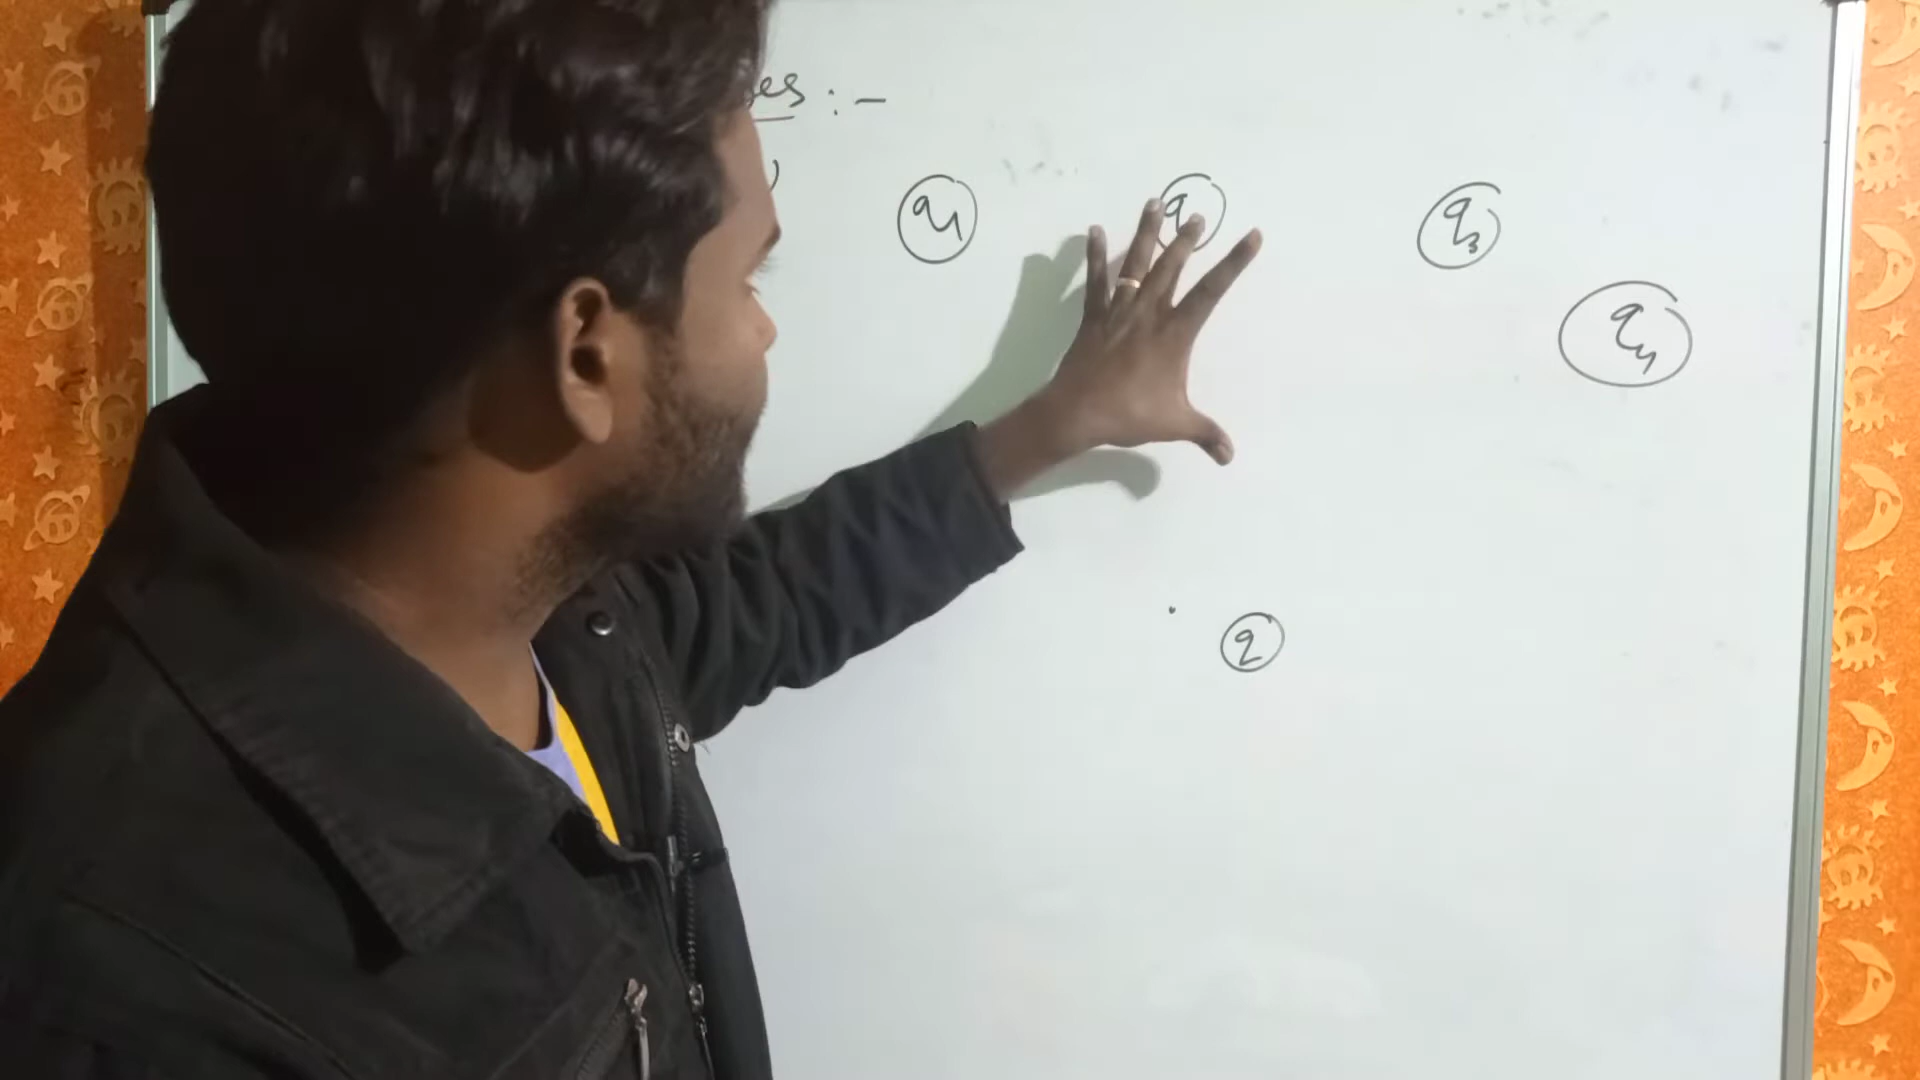 es :-
)
q1 q q3
q4
q